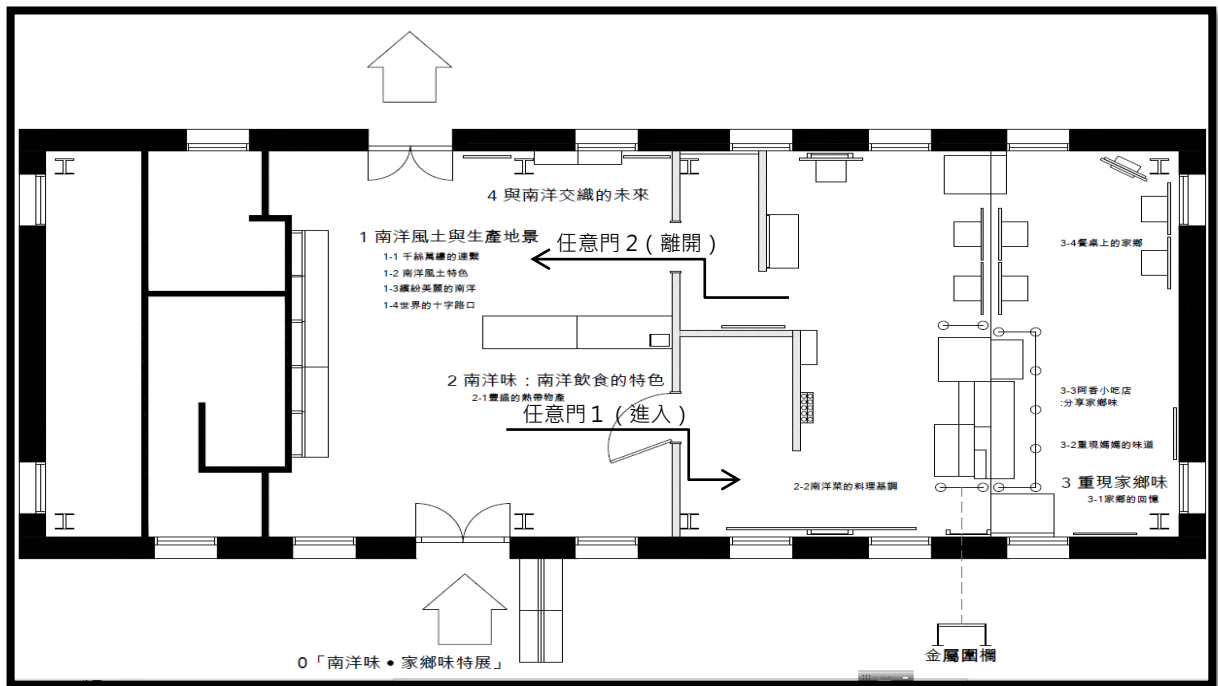 4 與南洋交織的未來
1 南洋風土與生產地景
1-1 千絲萬縷的連繫
1-2 南洋風土特色
1-3繽紛美麗的南洋
1-4世界的十字路口
任意門2(離開)
3-4餐桌上的家鄉
2 南洋味:南洋飲食的特色
2-1豐盛的熱帶物產
任意門1(進入)
3-3阿香小吃店
:分享家鄉味
3-2重現媽媽的味道
2-2南洋菜的料理基調
3 重現家鄉味
3-1家鄉的回憶
0「南洋味•家鄉味特展」
金屬圍欄